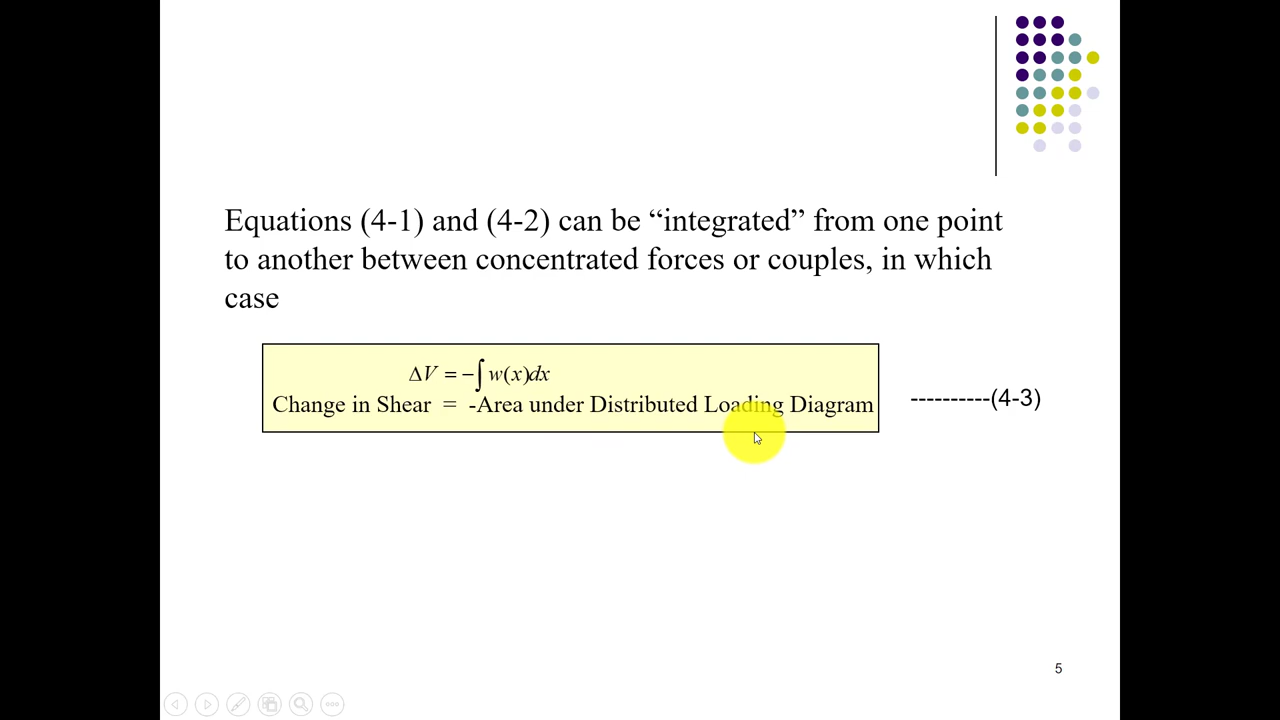 Equations (4-1) and (4-2) can be “integrated” from one point
to another between concentrated forces or couples, in which
case
ΔV = −∫ w(x)dx
Change in Shear = -Area under Distributed Loading Diagram
----------(4-3)
5